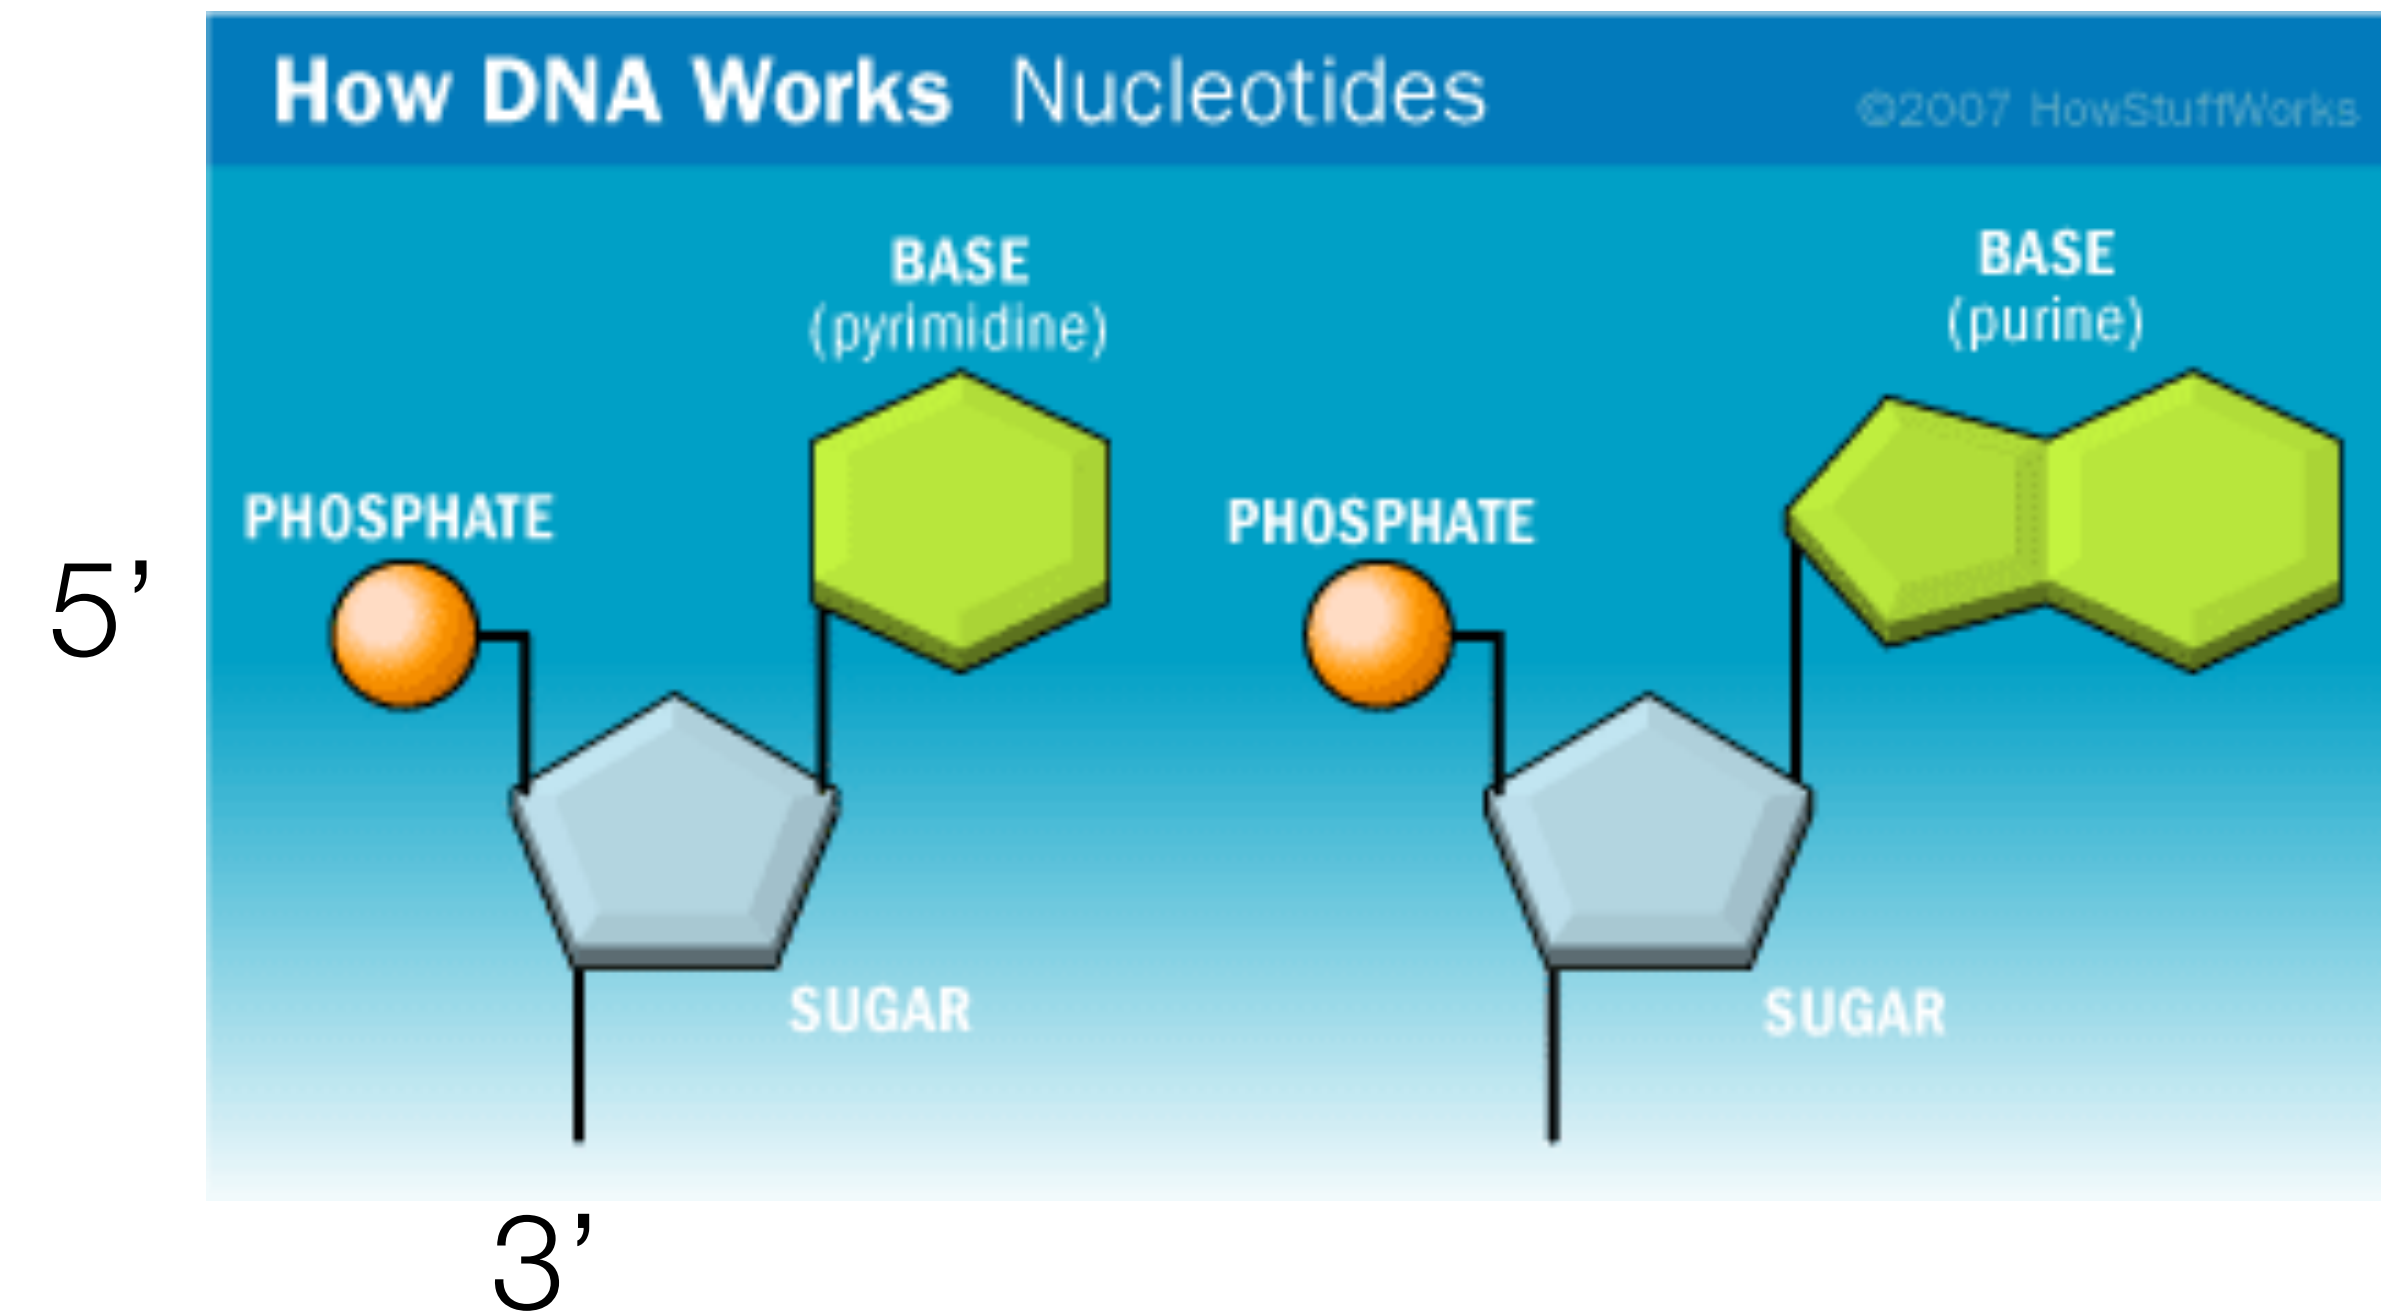 How DNA Works Nucleotides
©2007 HowStuffWorks
BASE
(pyrimidine)
BASE
(purine)
PHOSPHATE
PHOSPHATE
5’
SUGAR
SUGAR
3’